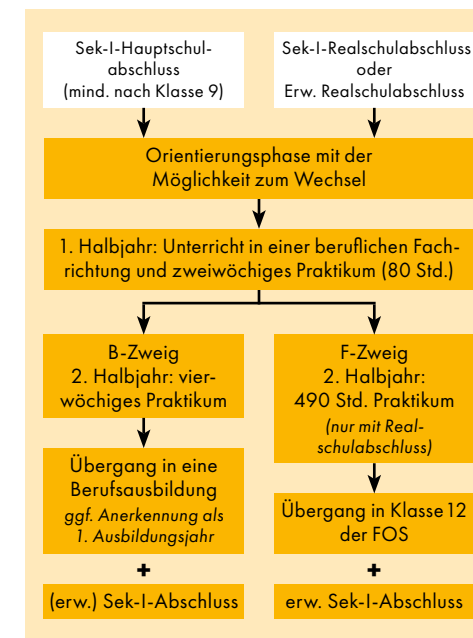 Sek-I-Hauptschul-
abschluss
(mind. nach Klasse 9)
Sek-I-Realschulabschluss
oder
Erw. Realschulabschluss
Orientierungsphase mit der
Möglichkeit zum Wechsel
1. Halbjahr: Unterricht in einer beruflichen Fach-
richtung und zweiwöchiges Praktikum (80 Std.)
B-Zweig
2. Halbjahr: vier-
wöchiges Praktikum
Übergang in eine
Berufsausbildung
ggf. Anerkennung als
1. Ausbildungsjahr
+
(erw.) Sek-I-Abschluss
F-Zweig
2. Halbjahr:
490 Std. Praktikum
(nur mit Real-
schulabschluss)
Übergang in Klasse 12
der FOS
+
erw. Sek-I-Abschluss